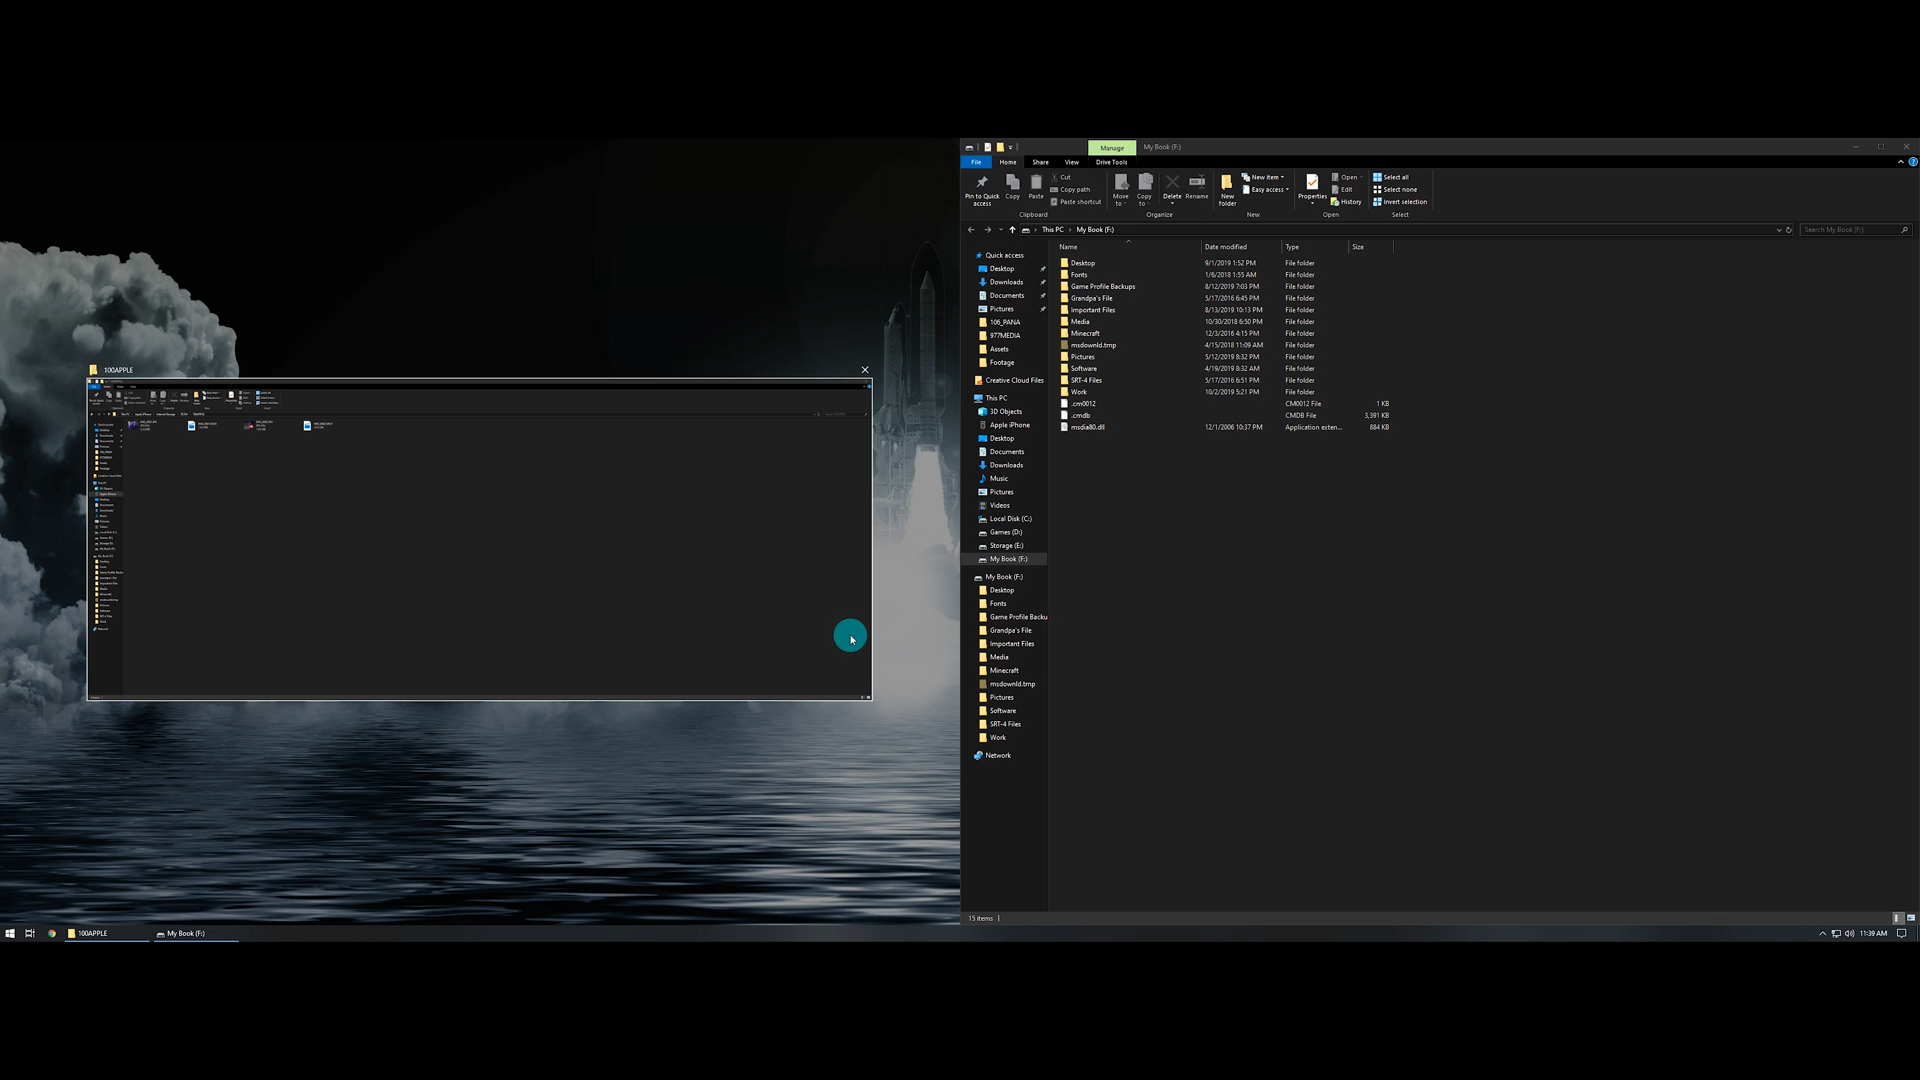 100APPLE
Manage
My Book (F:)
File
Home
Share
View
Drive Tools
Pin to Quick access
Copy
Paste
Cut
Copy path
Paste shortcut
Clipboard
Move to
Copy to
Delete
Rename
Organize
New folder
New item
Easy access
New
Properties
Open
Edit
History
Open
Select all
Select none
Invert selection
Select
This PC
My Book (F:)
Search My Book (F:)
Name Date modified Type Size
Desktop 9/1/2019 1:52 PM File folder
Fonts 1/6/2018 1:55 AM File folder
Game Profile Backups 8/12/2019 7:03 PM File folder
Grandpa's File 5/17/2016 6:45 PM File folder
Important Files 8/13/2019 10:13 PM File folder
Media 10/30/2018 6:50 PM File folder
Minecraft 12/3/2016 4:15 PM File folder
msdownld.tmp 4/15/2018 11:09 AM File folder
Pictures 5/12/2019 8:32 PM File folder
Software 4/19/2019 8:32 AM File folder
SRT-4 Files 5/17/2016 6:51 PM File folder
Work 10/2/2019 5:21 PM File folder
.cm0012 CM0012 File 1 KB
.cmdb CMDB File 3,391 KB
msdia80.dll 12/1/2006 10:37 PM Application exten... 884 KB
Quick access
Desktop
Downloads
Documents
Pictures
106_PANA
977MEDIA
Assets
Footage
Creative Cloud Files
This PC
3D Objects
Apple iPhone
Desktop
Documents
Downloads
Music
Pictures
Videos
Local Disk (C:)
Games (D:)
Storage (E:)
My Book (F:)
My Book (F:)
Desktop
Fonts
Game Profile Backu
Grandpa's File
Important Files
Media
Minecraft
msdownld.tmp
Pictures
Software
SRT-4 Files
Work
Network
15 items
100APPLE
My Book (F:)
11:39 AM